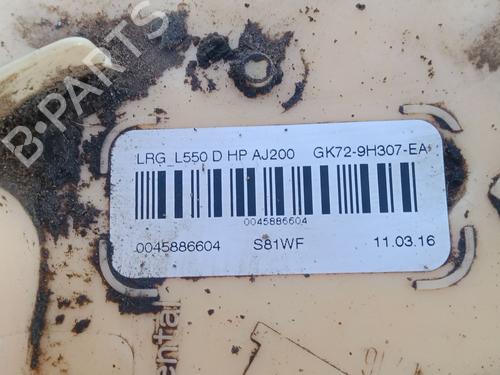 B-PARTS
LRG_L550 D HP AJ200 GK72-9H307-EA
0045886604
0045886604 S81WF 11.03.16